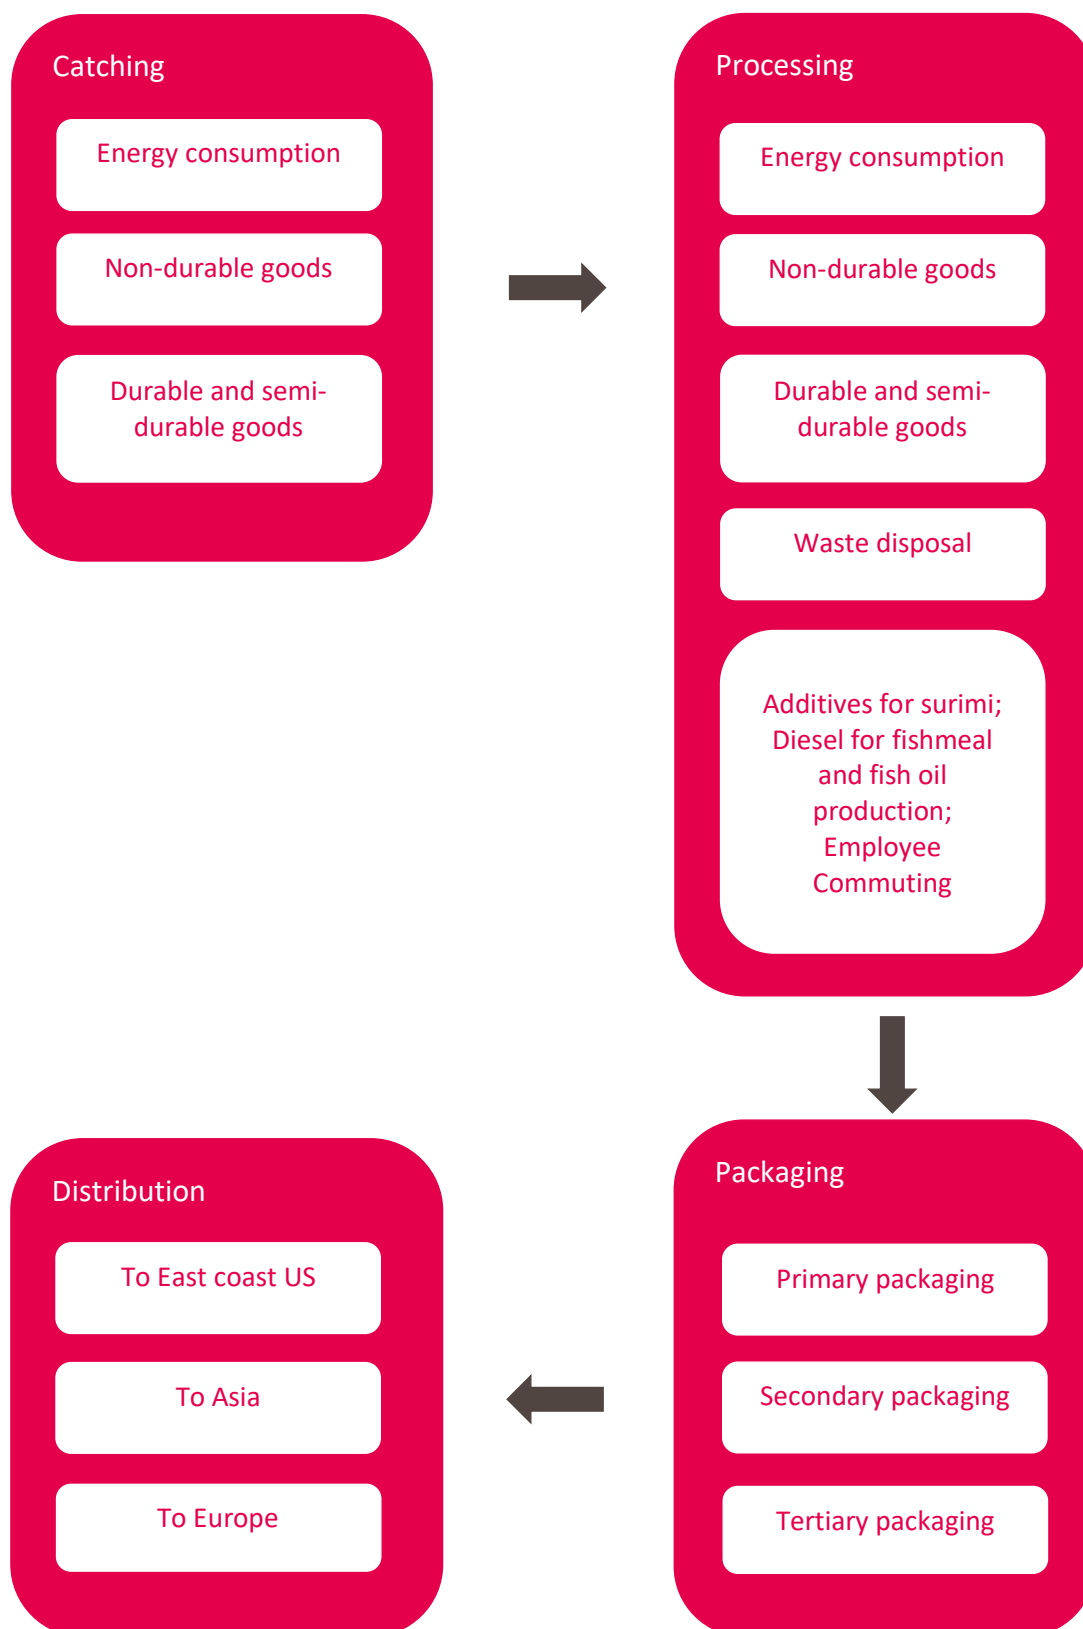 Catching
Energy consumption
Non-durable goods
Durable and semi-
durable goods
Processing
Energy consumption
Non-durable goods
Durable and semi-
durable goods
Waste disposal
Additives for surimi;
Diesel for fishmeal
and fish oil
production;
Employee
Commuting
Packaging
Primary packaging
Secondary packaging
Tertiary packaging
Distribution
To East coast US
To Asia
To Europe